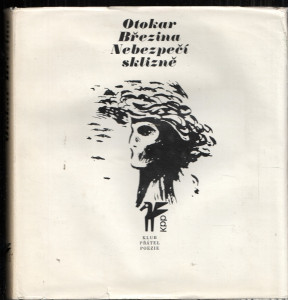 Otokar
Březina
Nebezpečí
sklizně
KPP
KLUB
PŘÁTEL
POEZIE